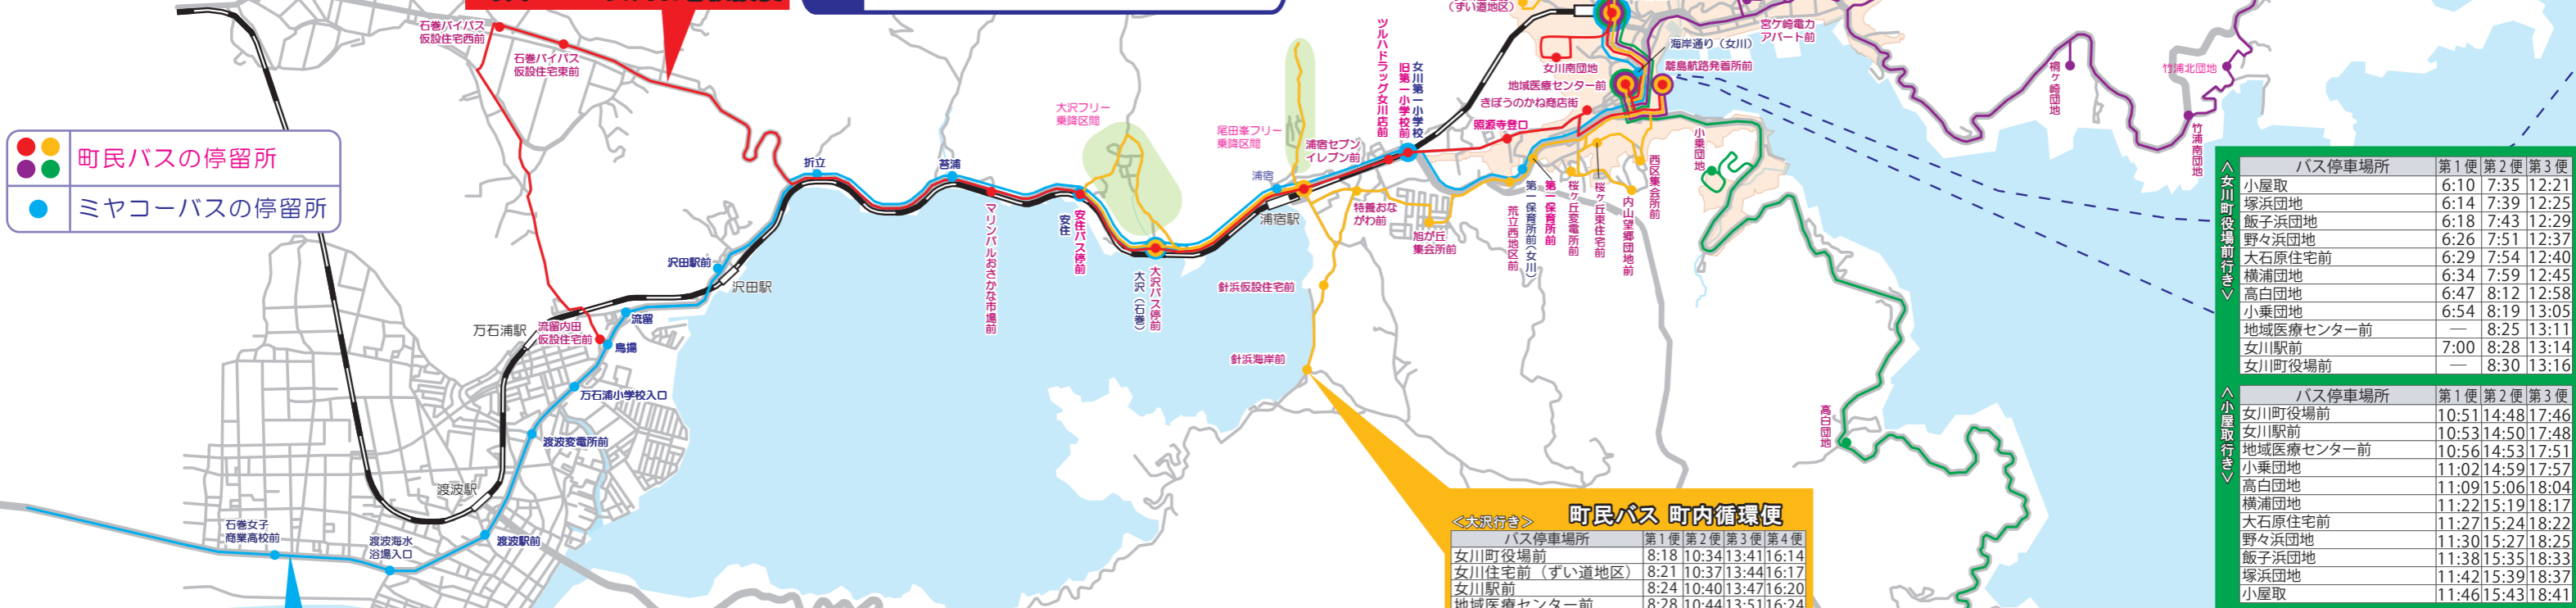 石巻バイパス
仮設住宅西前
石巻バイパス
仮設住宅東前
町民バスの停留所
ミヤコーバスの停留所
折立
苔浦
沢田駅前
沢田駅
マリンパルおさかな市場前
安住
安住バス停前
大沢フリー
乗降区間
大沢（石巻）
大沢バス停前
尾田峯フリー
乗降区間
浦宿
浦宿駅
浦宿セブン
イレブン前
ツルハドラッグ女川店前
旧第一小学校前
女川第一小学校
（ずい道地区）
女川南団地
地域医療センター前
きぼうのかね商店街
照源寺登口
海岸通り（女川）
離島航路発着所前
宮ケ崎電力
アパート前
特養おな
がわ前
旭が丘
集会所前
荒立西地区前
第一保育所前（女川）
第一保育所前
桜ヶ丘変電所前
桜ヶ丘東住宅前
内山望郷団地前
西区集会所前
小乗団地
桐ケ崎団地
竹浦北団地
竹浦南団地
高白団地
針浜仮設住宅前
針浜海岸前
万石浦駅
流留内田
仮設住宅前
流留
鳥揚
万石浦小学校入口
渡波変電所前
渡波駅
渡波駅前
渡波海水
浴場入口
石巻女子
商業高校前
町民バス 町内循環便
＜大沢行き＞
バス停車場所 第1便 第2便 第3便 第4便
女川町役場前 8:18 10:34 13:41 16:14
女川住宅前（ずい道地区） 8:21 10:37 13:44 16:17
女川駅前 8:24 10:40 13:47 16:20
地域医療センター前 8:28 10:44 13:51 16:24
＜女川町役場前行き＞
バス停車場所 第1便 第2便 第3便
小屋取 6:10 7:35 12:21
塚浜団地 6:14 7:39 12:25
飯子浜団地 6:18 7:43 12:29
野々浜団地 6:26 7:51 12:37
大石原住宅前 6:29 7:54 12:40
横浦団地 6:34 7:59 12:45
高白団地 6:47 8:12 12:58
小乗団地 6:54 8:19 13:05
地域医療センター前 — 8:25 13:11
女川駅前 7:00 8:28 13:14
女川町役場前 — 8:30 13:16
＜小屋取行き＞
バス停車場所 第1便 第2便 第3便
女川町役場前 10:51 14:48 17:46
女川駅前 10:53 14:50 17:48
地域医療センター前 10:56 14:53 17:51
小乗団地 11:02 14:59 17:57
高白団地 11:09 15:06 18:04
横浦団地 11:22 15:19 18:17
大石原住宅前 11:27 15:24 18:22
野々浜団地 11:30 15:27 18:25
飯子浜団地 11:38 15:35 18:33
塚浜団地 11:42 15:39 18:37
小屋取 11:46 15:43 18:41